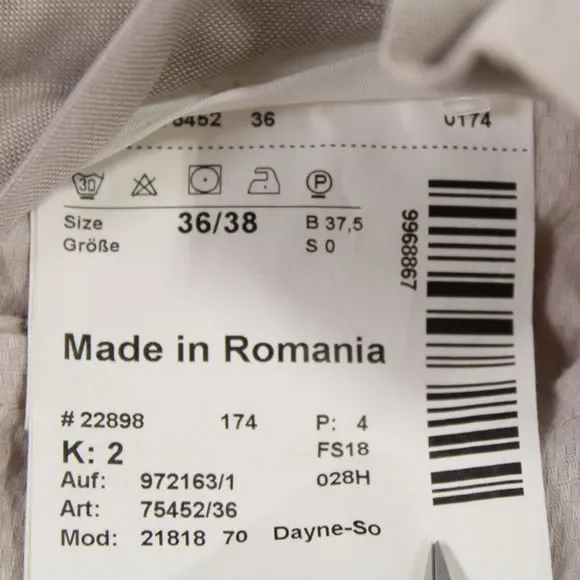 36 0174
30 P
Size 36/38 B 37,5
Größe S 0
9968867
Made in Romania
# 22898 174 P: 4
K: 2 FS18
Auf: 972163/1 028H
Art: 75452/36
Mod: 21818 70 Dayne-So